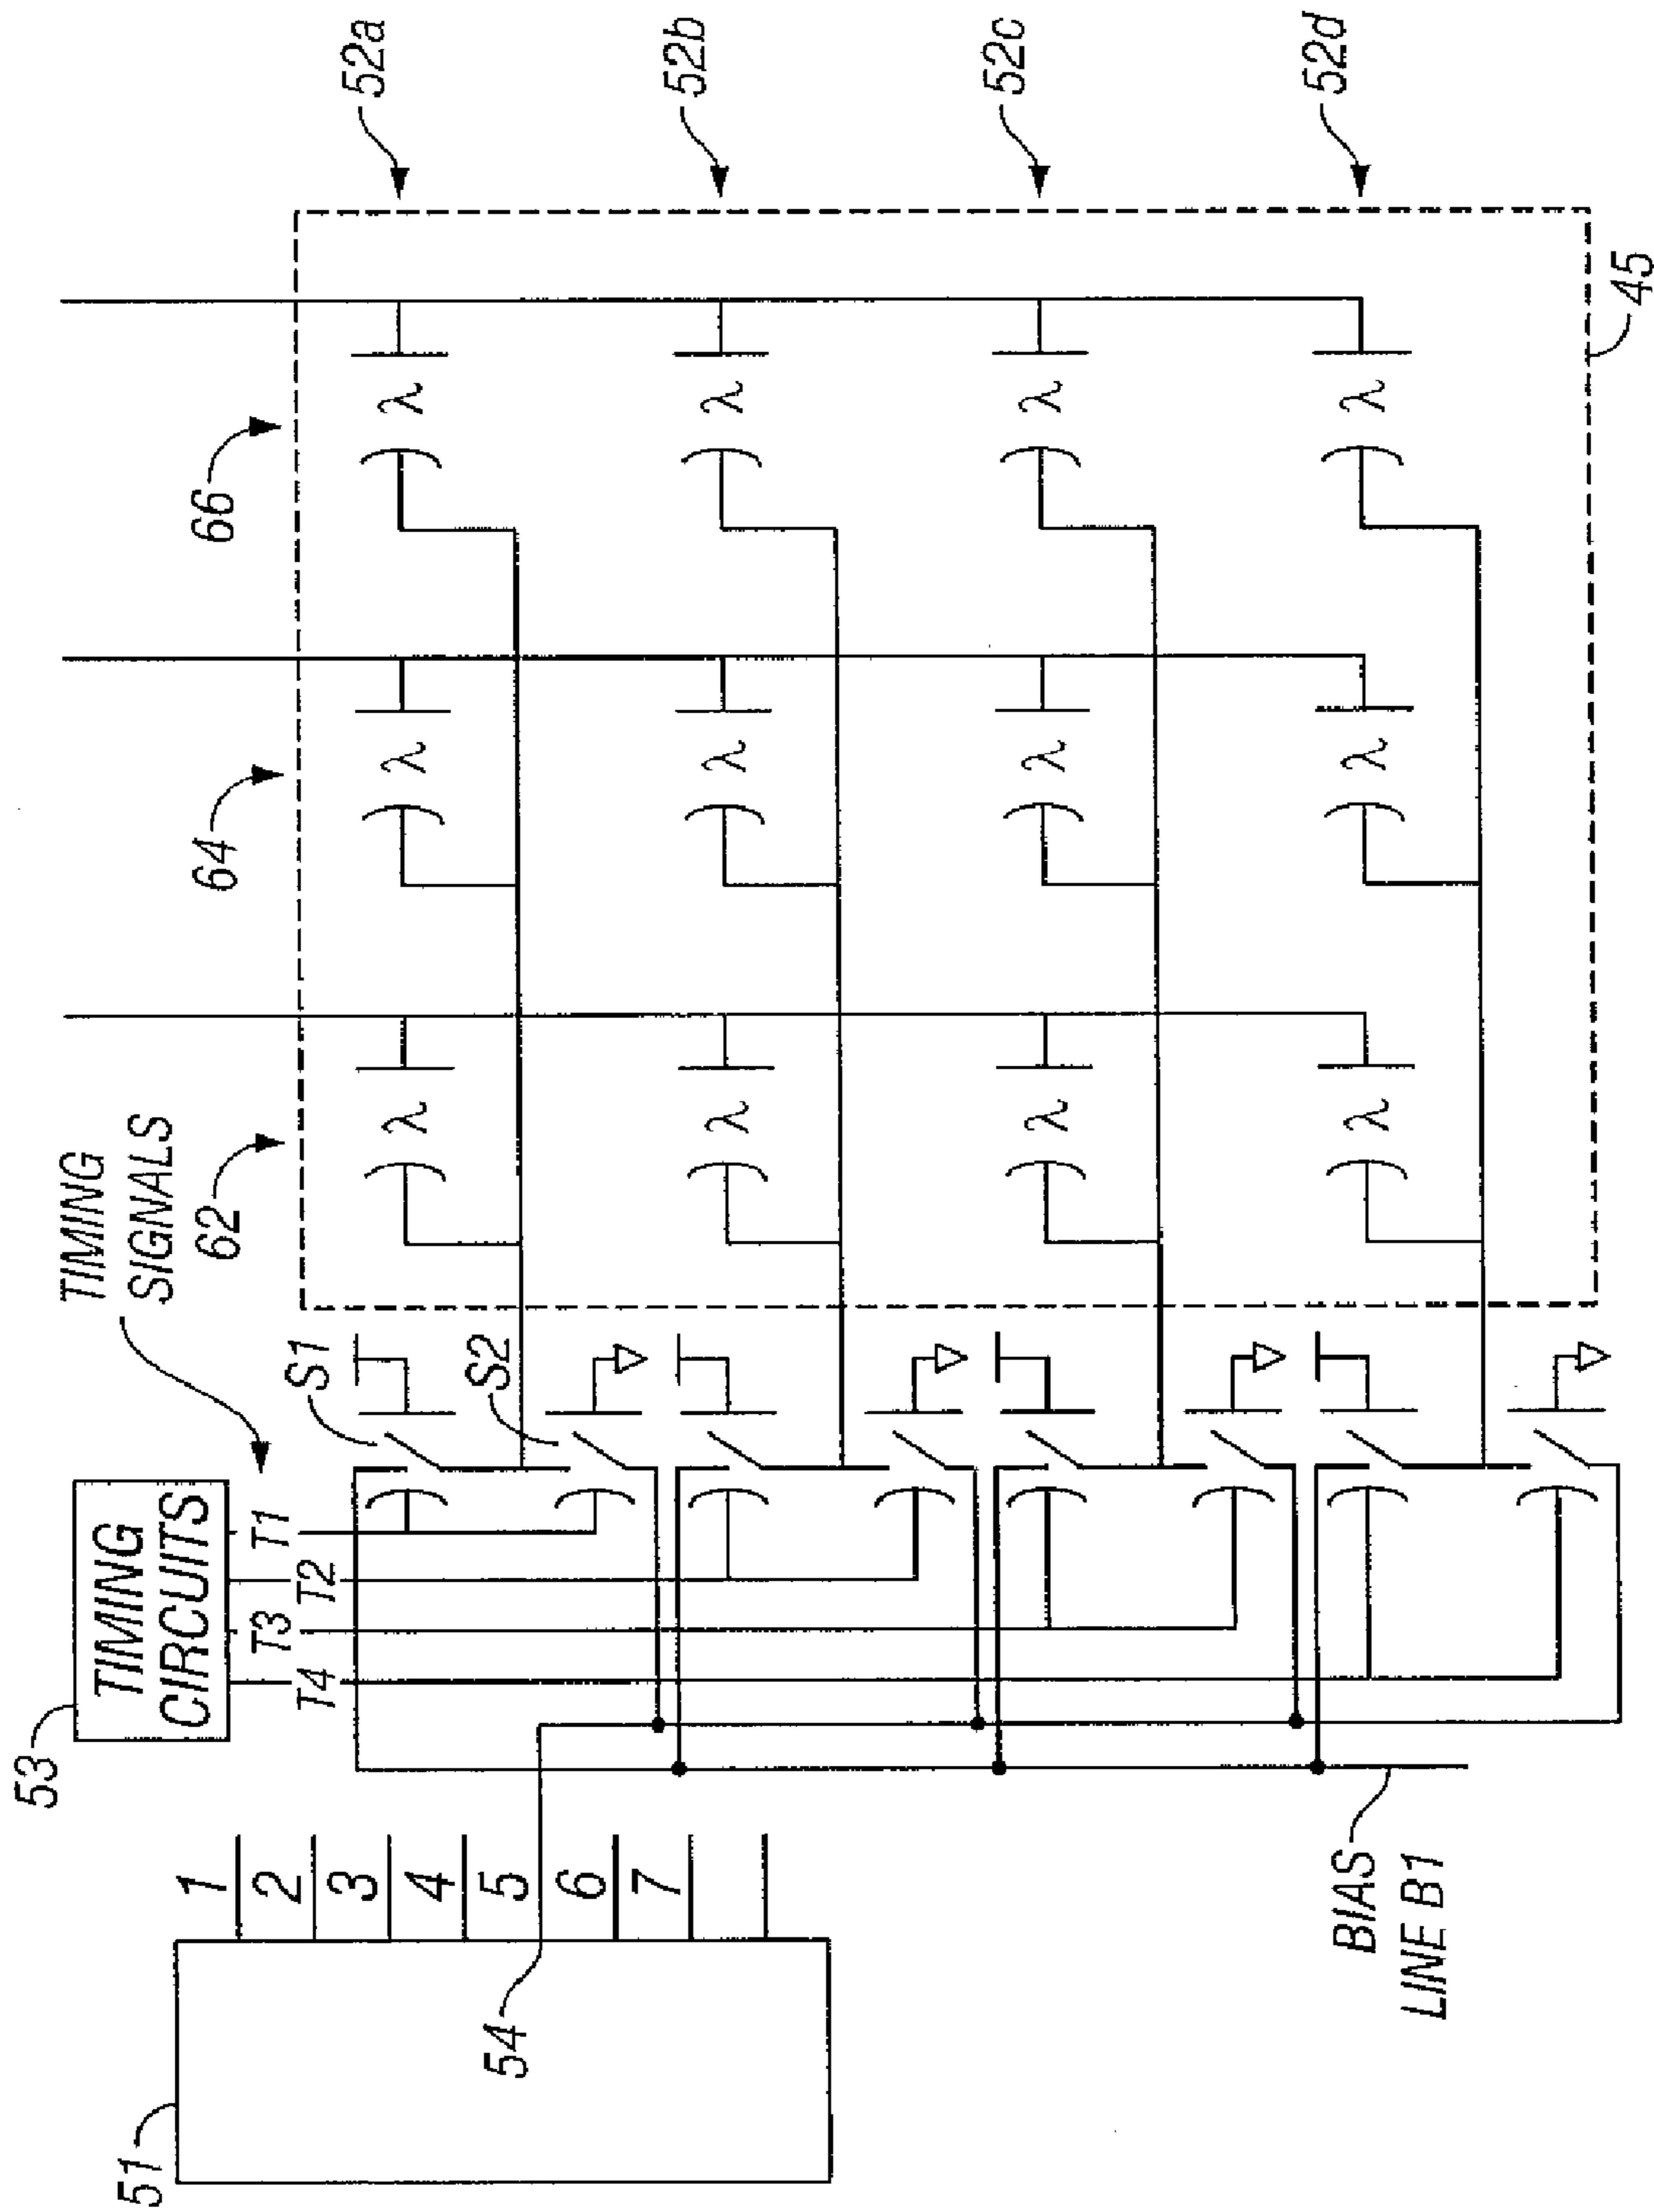 51
1
2
3
4
5
6
7
54
53
TIMING
CIRCUITS
T1
T2
T3
T4
TIMING
SIGNALS
S1
S2
BIAS
LINE B1
62
64
66
λ λ λ
λ λ λ
λ λ λ
λ λ λ
52a
52b
52c
52d
45